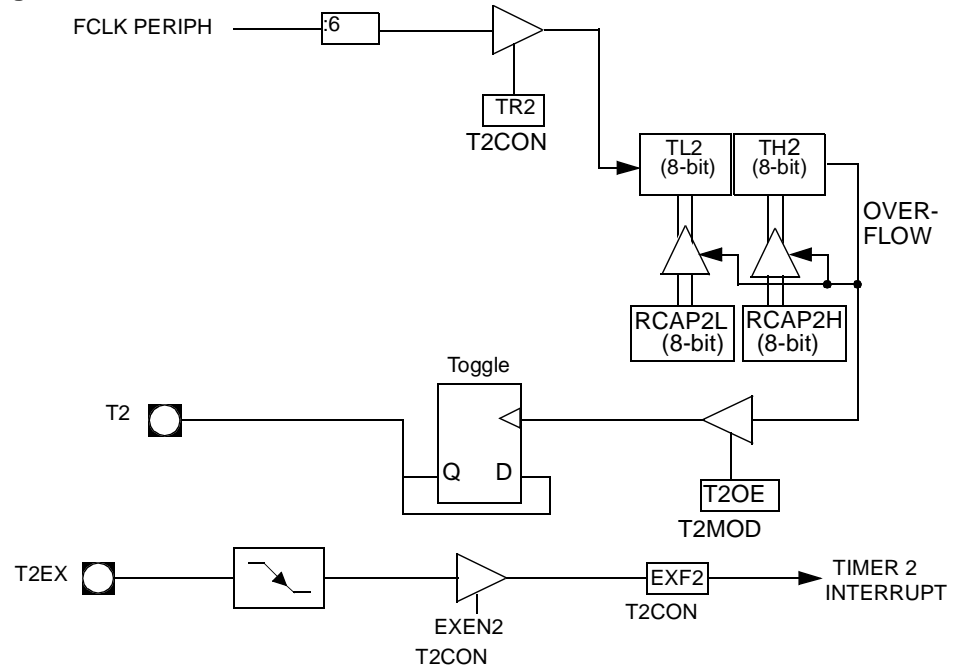 FCLK PERIPH
:6
TR2
T2CON
TL2
(8-bit)
TH2
(8-bit)
OVER-
FLOW
RCAP2L
(8-bit)
RCAP2H
(8-bit)
Toggle
T2
Q
D
T2OE
T2MOD
T2EX
EXEN2
T2CON
EXF2
T2CON
TIMER 2
INTERRUPT